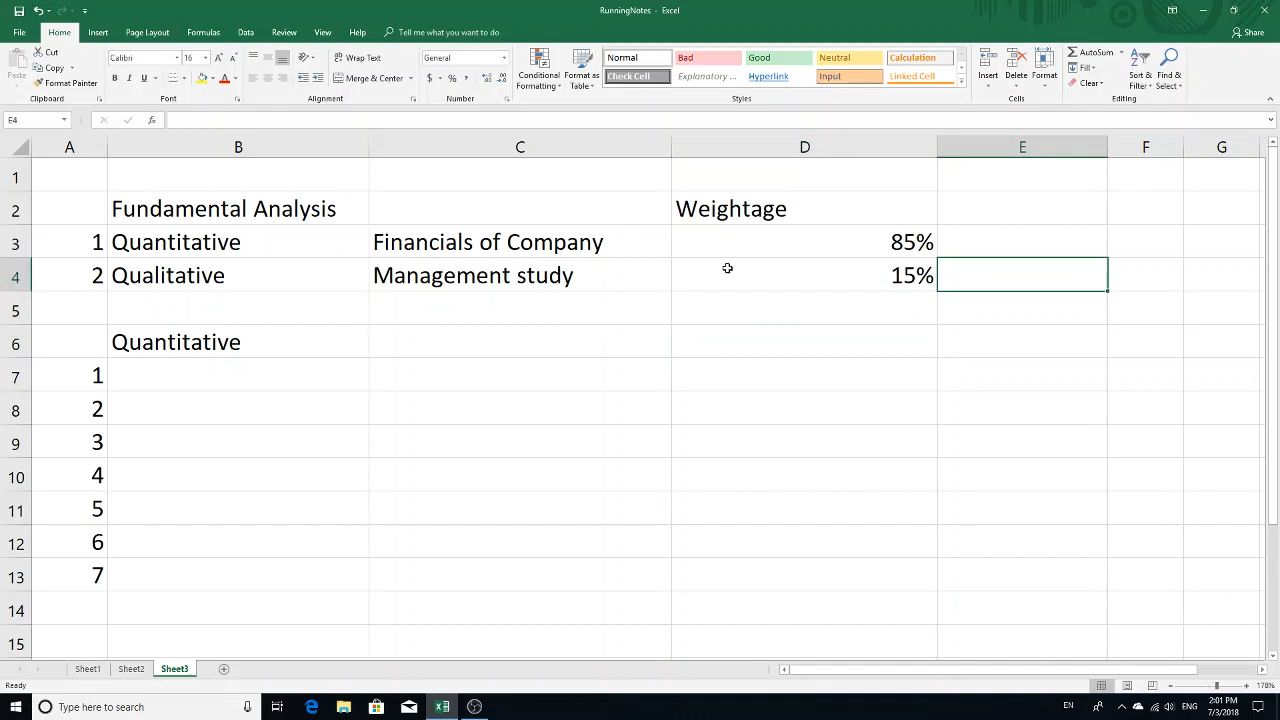 RunningNotes - Excel
File Home Insert Page Layout Formulas Data Review View Help Tell me what you want to do Share
Paste Cut Calibri 16 Wrap Text General Conditional Formatting Format as Table Normal Bad Good Neutral Calculation Insert Delete Format AutoSum Sort & Filter Find & Select
Copy Fill
Format Painter B I U Merge & Center Check Cell Explanatory ... Hyperlink Input Linked Cell Clear
Clipboard Font Alignment Number Styles Cells Editing
E4 fx
A B C D E F G
1
2 Fundamental Analysis Weightage
3 1 Quantitative Financials of Company 85%
4 2 Qualitative Management study 15%
5
6 Quantitative
7 1
8 2
9 3
10 4
11 5
12 6
13 7
14
15
Sheet1 Sheet2 Sheet3
Ready 178%
Type here to search EN 2:01 PM
7/3/2018